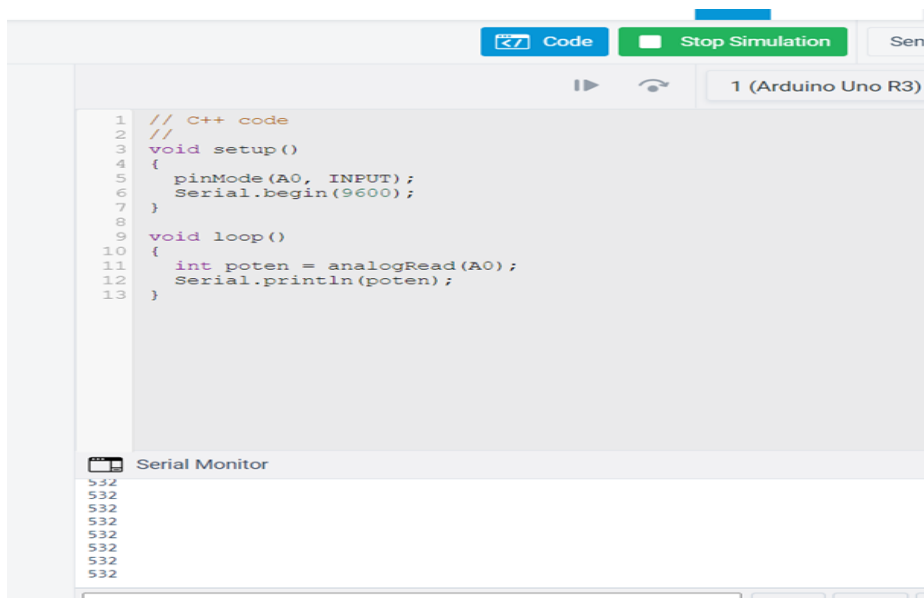 Code
Stop Simulation
Sen
1 (Arduino Uno R3)
1 // C++ code
2 //
3 void setup()
4 {
5 pinMode(A0, INPUT);
6 Serial.begin(9600);
7 }
8
9 void loop()
10 {
11 int poten = analogRead(A0);
12 Serial.println(poten);
13 }
Serial Monitor
532
532
532
532
532
532
532
532